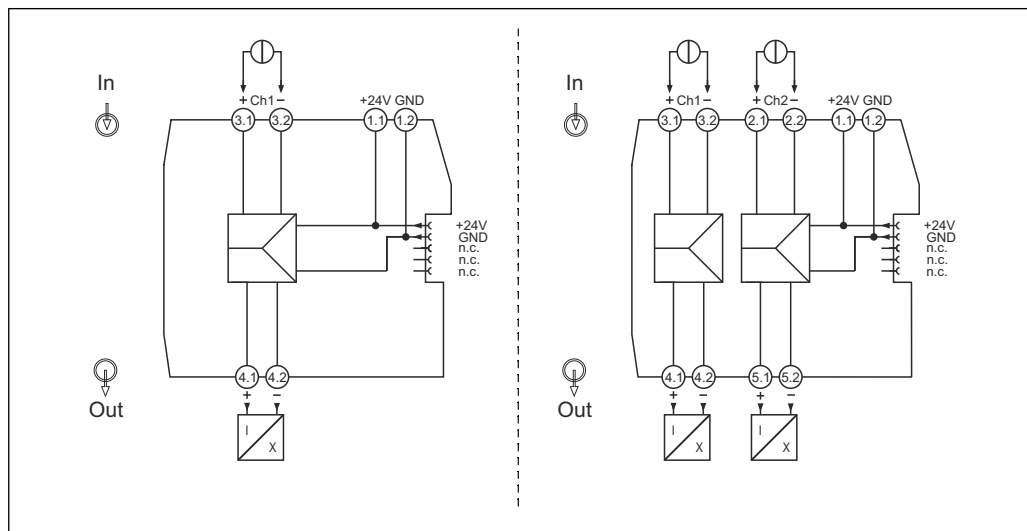 In
+ Ch1 − +24V GND
3.1 3.2 1.1 1.2
+24V
GND
n.c.
n.c.
n.c.
4.1 4.2
+ −
Out
I
X
In
+ Ch1 − + Ch2 − +24V GND
3.1 3.2 2.1 2.2 1.1 1.2
+24V
GND
n.c.
n.c.
n.c.
4.1 4.2 5.1 5.2
+ − + −
Out
I I
X X